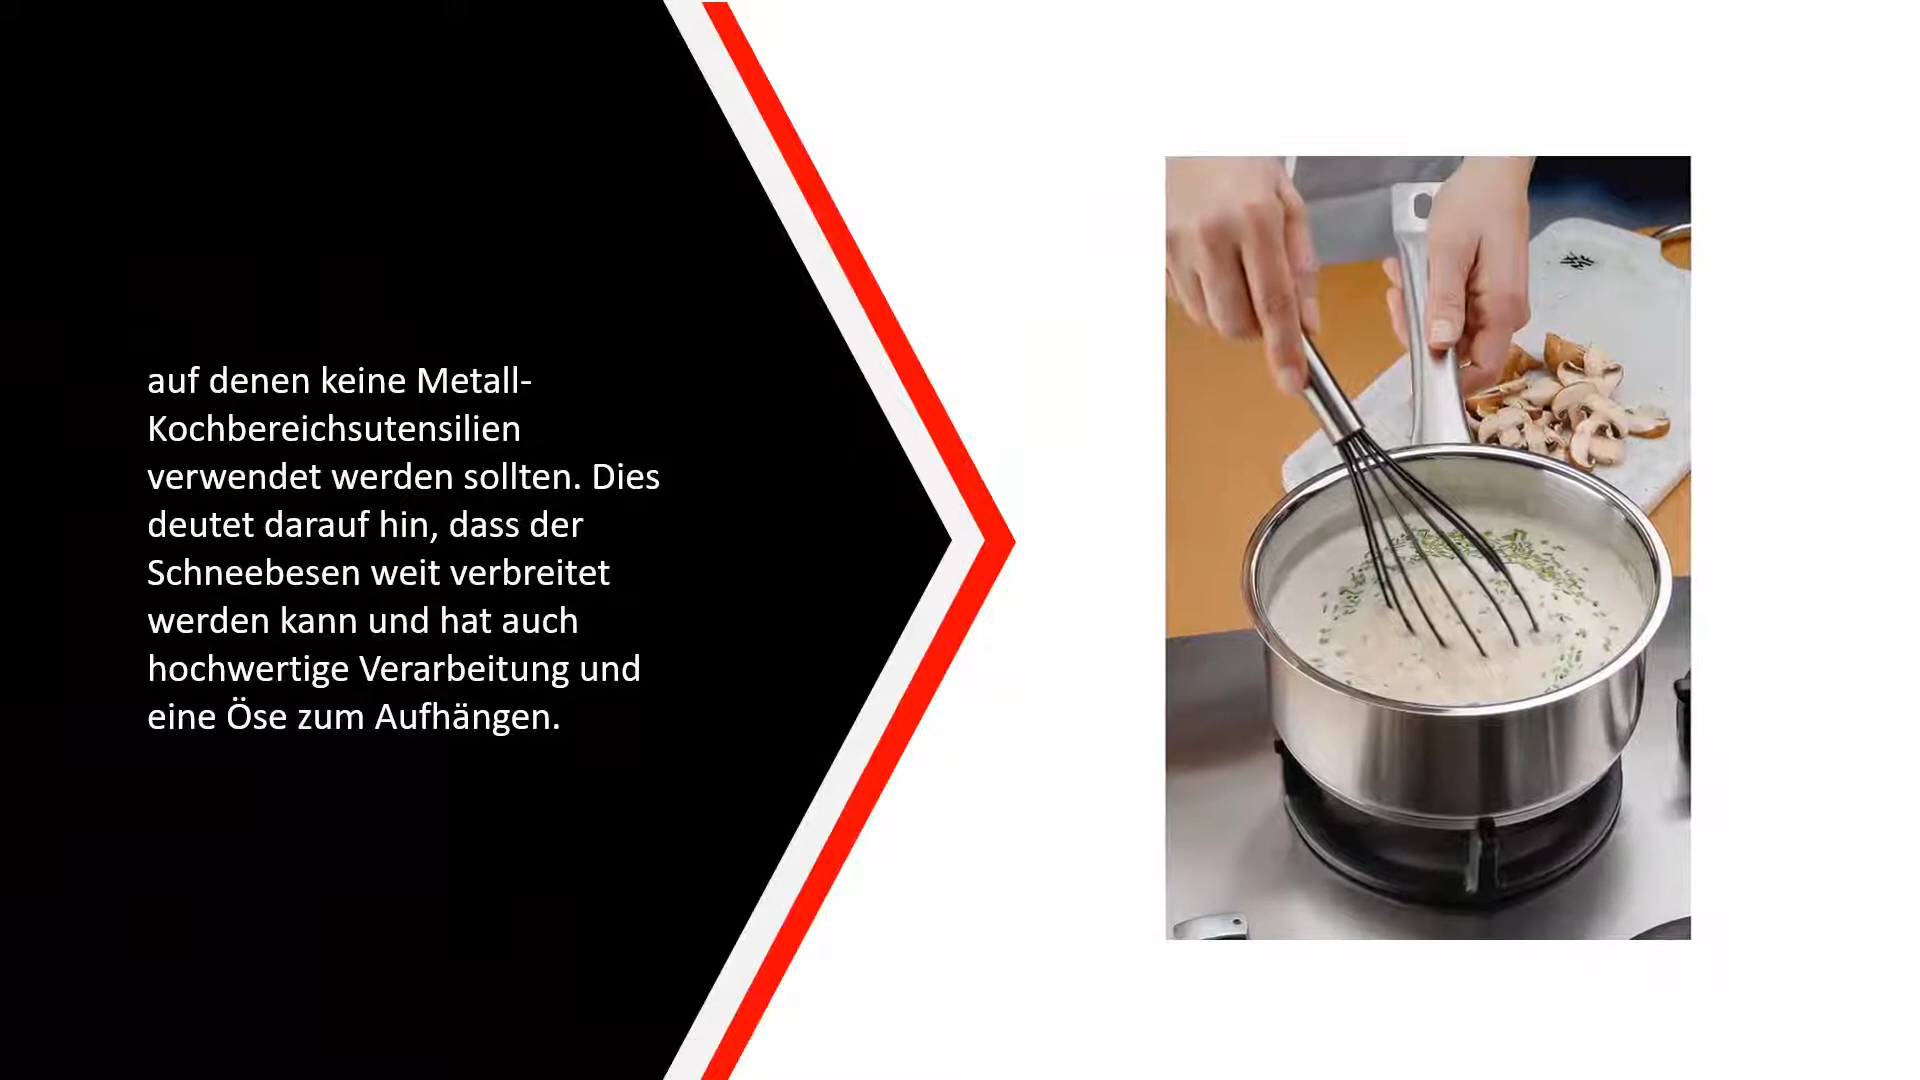 auf denen keine Metall-
Kochbereichsutensilien
verwendet werden sollten. Dies
deutet darauf hin, dass der
Schneebesen weit verbreitet
werden kann und hat auch
hochwertige Verarbeitung und
eine Öse zum Aufhängen.